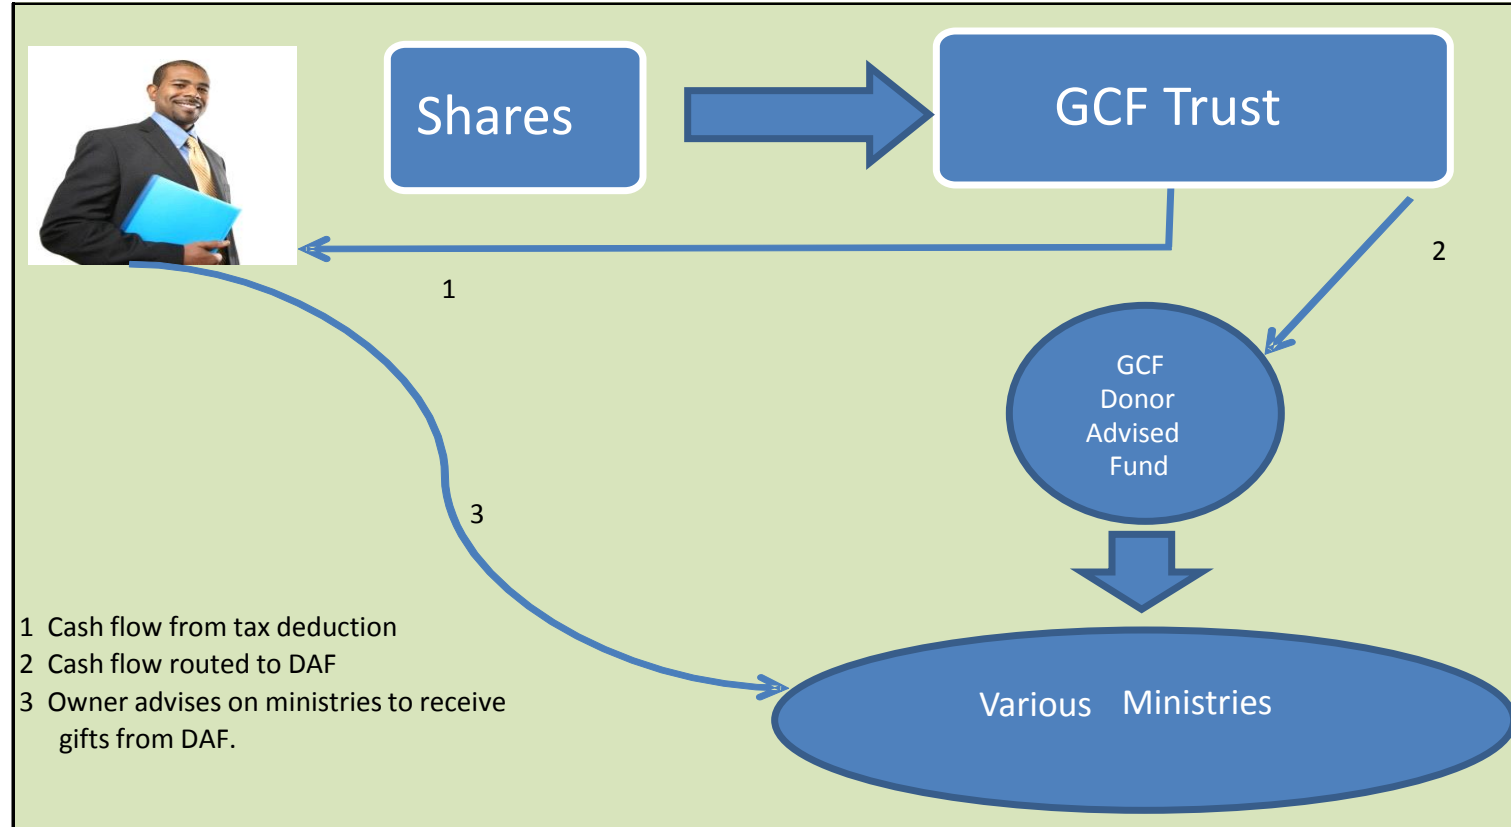 Shares
GCF Trust
1
2
GCF
Donor
Advised
Fund
3
1 Cash flow from tax deduction
2 Cash flow routed to DAF
3 Owner advises on ministries to receive
gifts from DAF.
Various Ministries